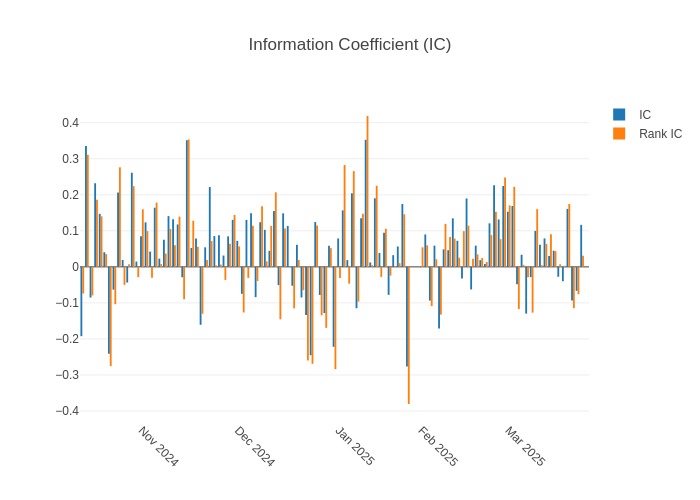 Information Coefficient (IC)
IC
Rank IC
0.4
0.3
0.2
0.1
0
−0.1
−0.2
−0.3
−0.4
Nov 2024
Dec 2024
Jan 2025
Feb 2025
Mar 2025